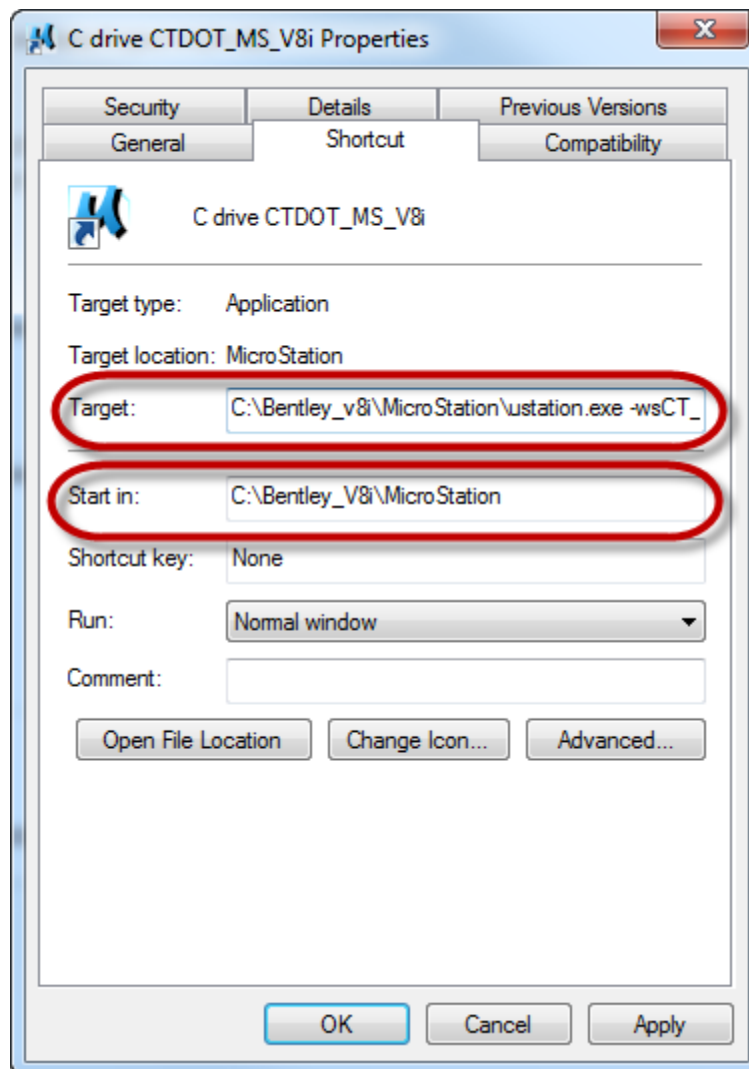 C drive CTDOT_MS_V8i Properties
Security Details Previous Versions
General Shortcut Compatibility
C drive CTDOT_MS_V8i
Target type: Application
Target location: MicroStation
Target: C:\Bentley_v8i\MicroStation\ustation.exe -wsCT_
Start in: C:\Bentley_V8i\MicroStation
Shortcut key: None
Run: Normal window
Comment:
Open File Location Change Icon... Advanced...
OK Cancel Apply